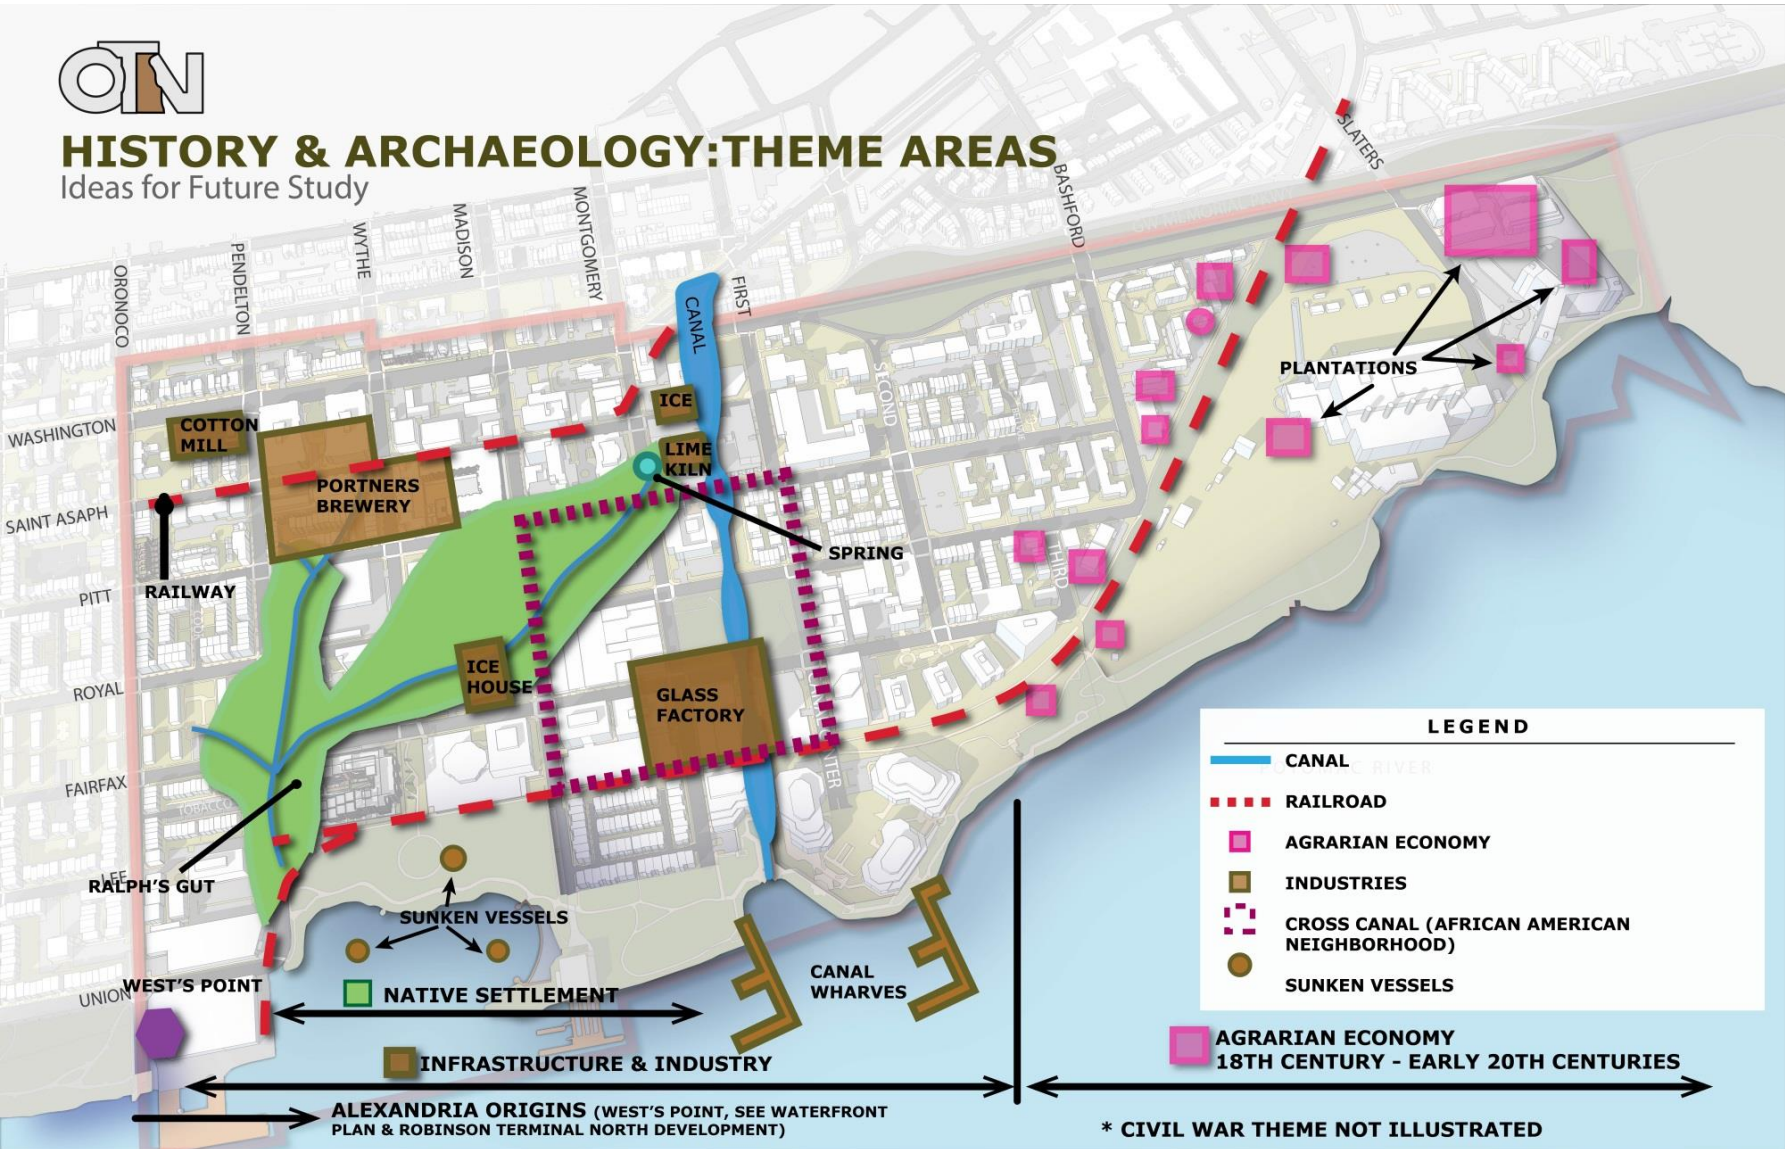 OTN
HISTORY & ARCHAEOLOGY:THEME AREAS
Ideas for Future Study
ORONOCO
PENDELTON
WYTHE
MADISON
MONTGOMERY
FIRST
BASHFORD
SLATERS
SECOND
THIRD
CANAL
WASHINGTON
SAINT ASAPH
PITT
ROYAL
FAIRFAX
LEE
UNION
TOBACCO
COTTON
MILL
PORTNERS
BREWERY
RAILWAY
ICE
LIME
KILN
SPRING
ICE
HOUSE
GLASS
FACTORY
PLANTATIONS
RALPH'S GUT
SUNKEN VESSELS
WEST'S POINT
CANAL
WHARVES
NATIVE SETTLEMENT
INFRASTRUCTURE & INDUSTRY
ALEXANDRIA ORIGINS (WEST'S POINT, SEE WATERFRONT
PLAN & ROBINSON TERMINAL NORTH DEVELOPMENT)
LEGEND
CANAL
POTOMAC RIVER
RAILROAD
AGRARIAN ECONOMY
INDUSTRIES
CROSS CANAL (AFRICAN AMERICAN
NEIGHBORHOOD)
SUNKEN VESSELS
AGRARIAN ECONOMY
18TH CENTURY - EARLY 20TH CENTURIES
* CIVIL WAR THEME NOT ILLUSTRATED